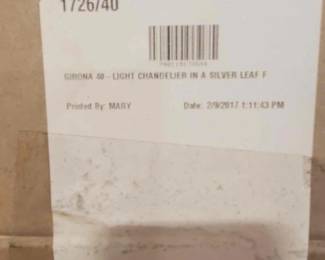 1726/40
GIRONA 40 - LIGHT CHANDELIER IN A SILVER LEAF F
Printed By: MARY Date: 2/9/2017 1:11:43 PM